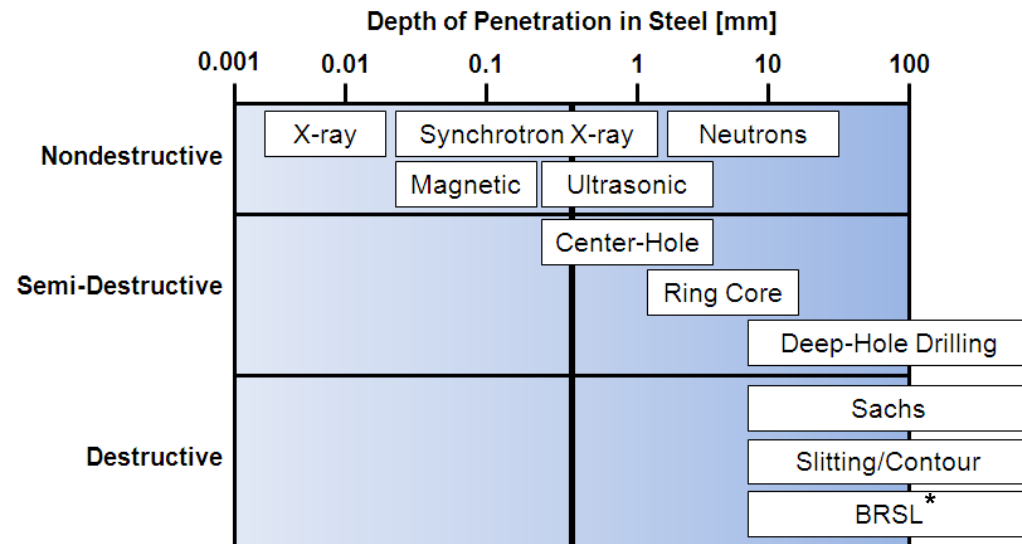 Depth of Penetration in Steel [mm]
0.001 0.01 0.1 1 10 100
Nondestructive
X-ray Synchrotron X-ray Neutrons
Magnetic Ultrasonic
Semi-Destructive
Center-Hole
Ring Core
Deep-Hole Drilling
Destructive
Sachs
Slitting/Contour
BRSL*